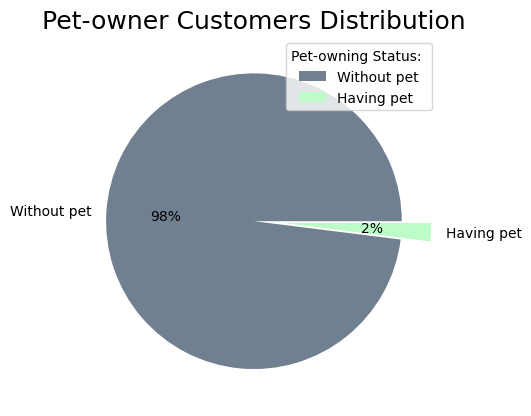 Pet-owner Customers Distribution
Pet-owning Status:
Without pet
Having pet
Without pet
98%
2%
Having pet